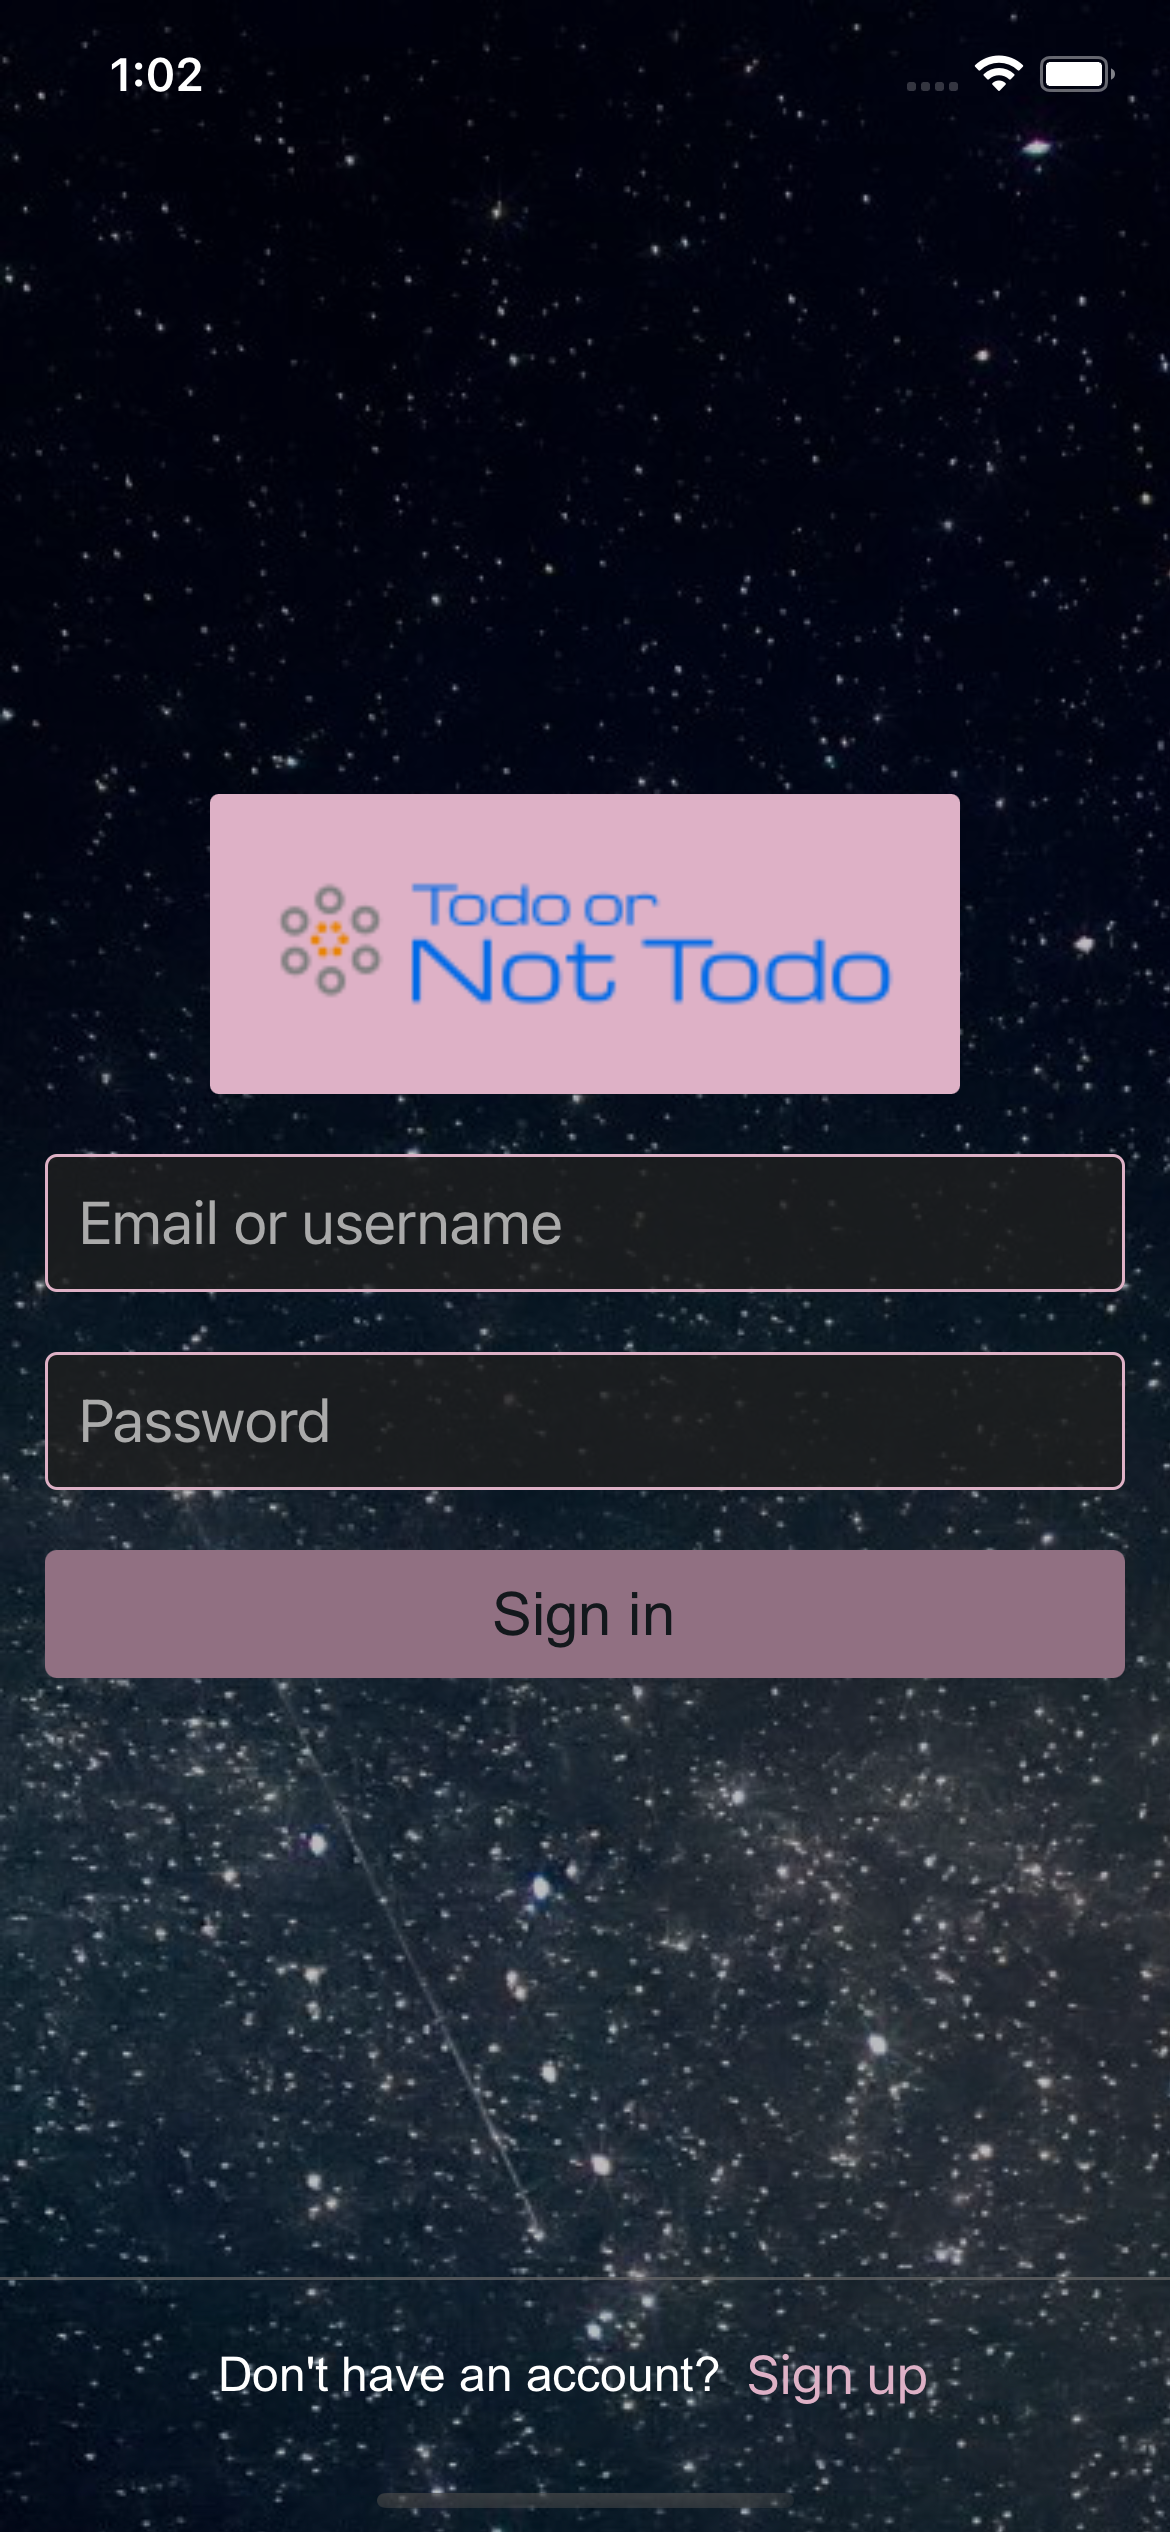 1:02
Todo or
Not Todo
Email or username
Password
Sign in
Don't have an account? Sign up